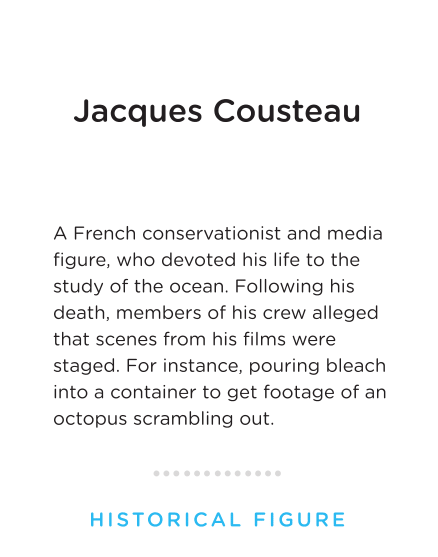 Jacques Cousteau
A French conservationist and media
figure, who devoted his life to the
study of the ocean. Following his
death, members of his crew alleged
that scenes from his films were
staged. For instance, pouring bleach
into a container to get footage of an
octopus scrambling out.
HISTORICAL FIGURE